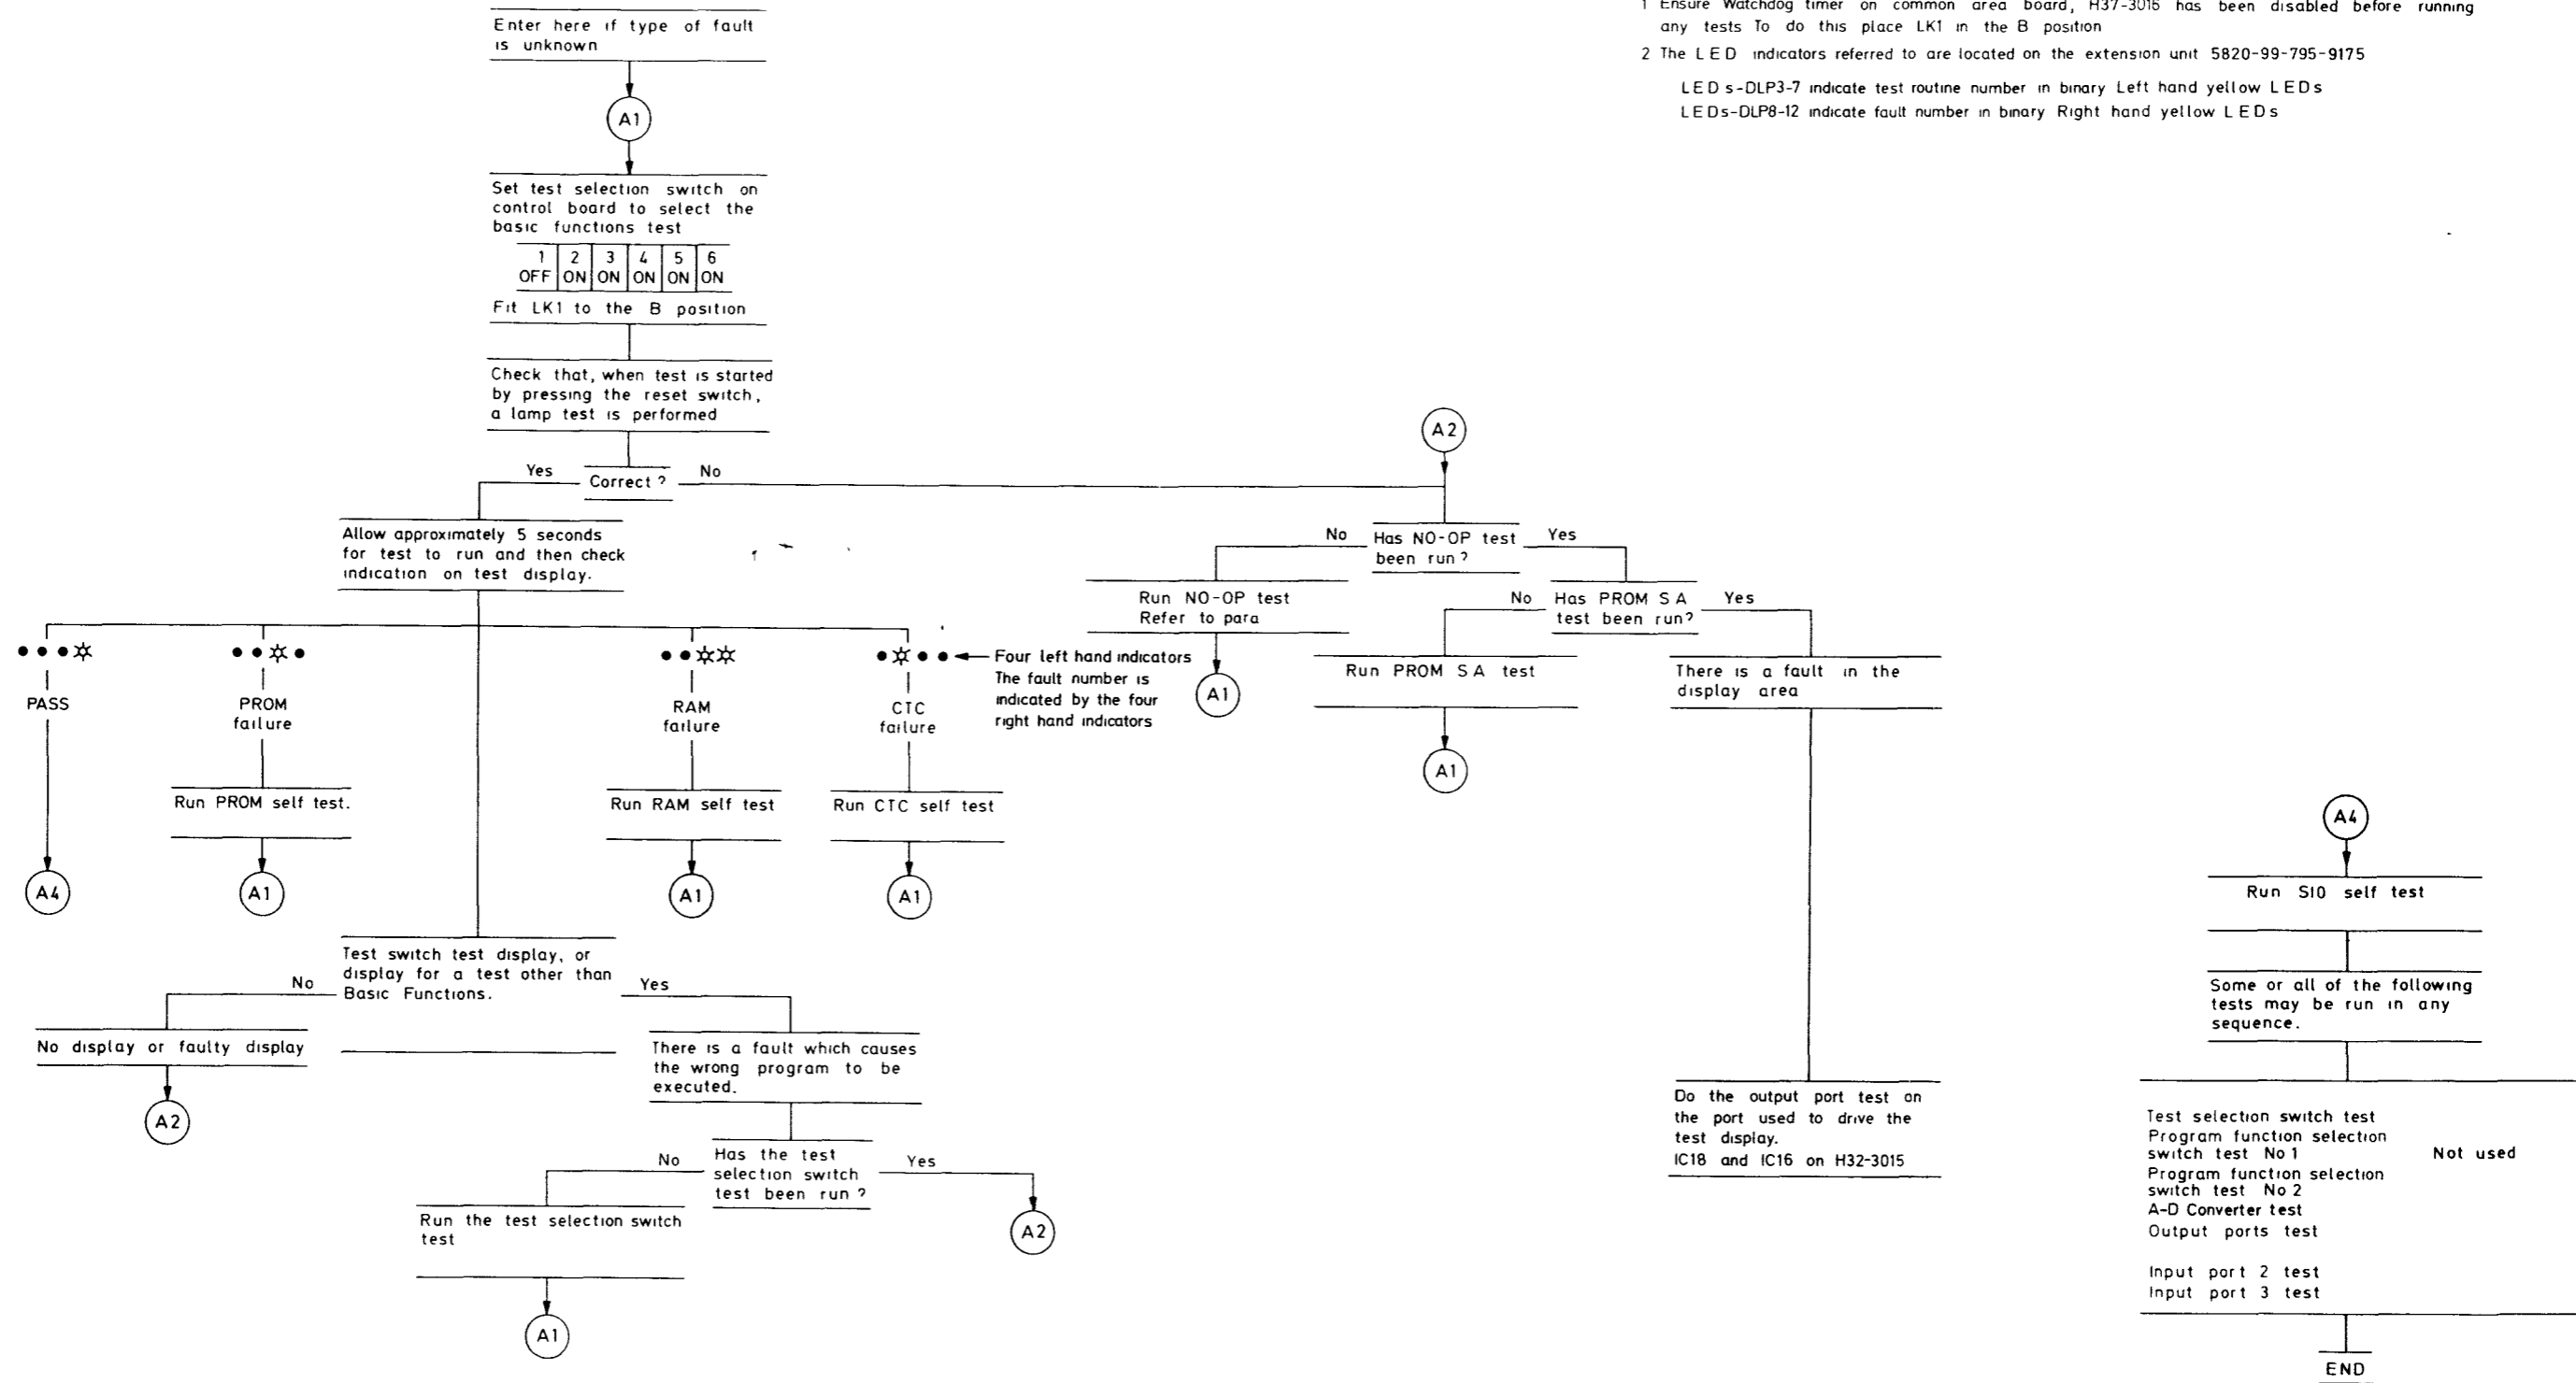 1 Ensure Watchdog timer on common area board, H37-3016 has been disabled before running
any tests To do this place LK1 in the B position
2 The LED indicators referred to are located on the extension unit 5820-99-795-9175
LED s-DLP3-7 indicate test routine number in binary Left hand yellow LEDs
LEDs-DLP8-12 indicate fault number in binary Right hand yellow LEDs
Enter here if type of fault
is unknown
A1
Set test selection switch on
control board to select the
basic functions test
1 2 3 4 5 6
OFF ON ON ON ON ON
Fit LK1 to the B position
Check that, when test is started
by pressing the reset switch,
a lamp test is performed
Yes Correct ? No
Allow approximately 5 seconds
for test to run and then check
indication on test display.
PASS
A4
PROM
failure
Run PROM self test.
A1
RAM
failure
Run RAM self test
A1
CTC
failure
Run CTC self test
A1
Four left hand indicators
The fault number is
indicated by the four
right hand indicators
No
Test switch test display, or
display for a test other than
Basic Functions.
Yes
No display or faulty display
A2
There is a fault which causes
the wrong program to be
executed.
No
Has the test
selection switch
test been run ?
Yes
Run the test selection switch
test
A1
A2
A2
No
Has NO-OP test
been run ?
Yes
Run NO-OP test
Refer to para
A1
No
Has PROM S A
test been run?
Yes
Run PROM S A test
A1
There is a fault in the
display area
Do the output port test on
the port used to drive the
test display.
IC18 and IC16 on H32-3015
A4
Run SIO self test
Some or all of the following
tests may be run in any
sequence.
Test selection switch test
Program function selection
switch test No 1 Not used
Program function selection
switch test No 2
A-D Converter test
Output ports test
Input port 2 test
Input port 3 test
END